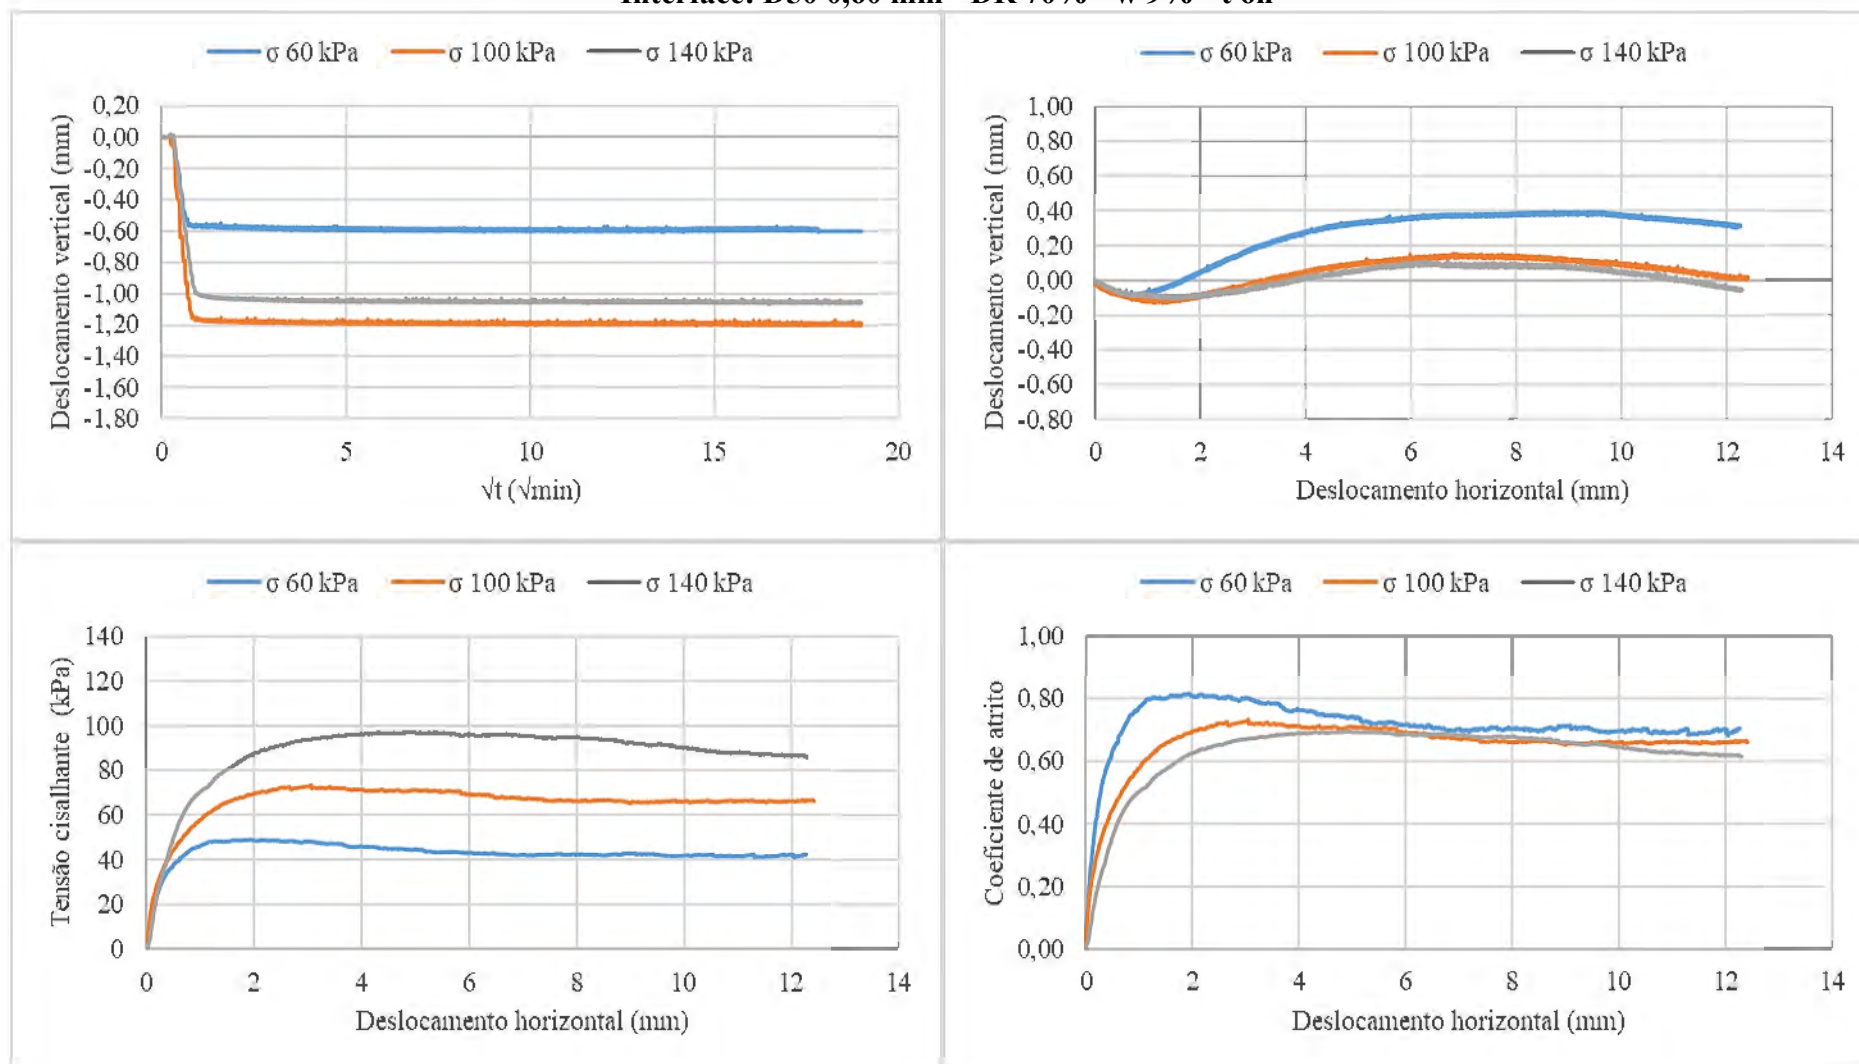 σ 60 kPa σ 100 kPa σ 140 kPa
0,20
0,00
-0,20
-0,40
-0,60
-0,80
-1,00
-1,20
-1,40
-1,60
-1,80
Deslocamento vertical (mm)
0 5 10 15 20
√t (√min)
σ 60 kPa σ 100 kPa σ 140 kPa
1,00
0,80
0,60
0,40
0,20
0,00
-0,20
-0,40
-0,60
-0,80
Deslocamento vertical (mm)
0 2 4 6 8 10 12 14
Deslocamento horizontal (mm)
σ 60 kPa σ 100 kPa σ 140 kPa
140
120
100
80
60
40
20
0
Tensão cisalhante (kPa)
0 2 4 6 8 10 12 14
Deslocamento horizontal (mm)
σ 60 kPa σ 100 kPa σ 140 kPa
1,00
0,80
0,60
0,40
0,20
0,00
Coeficiente de atrito
0 2 4 6 8 10 12 14
Deslocamento horizontal (mm)